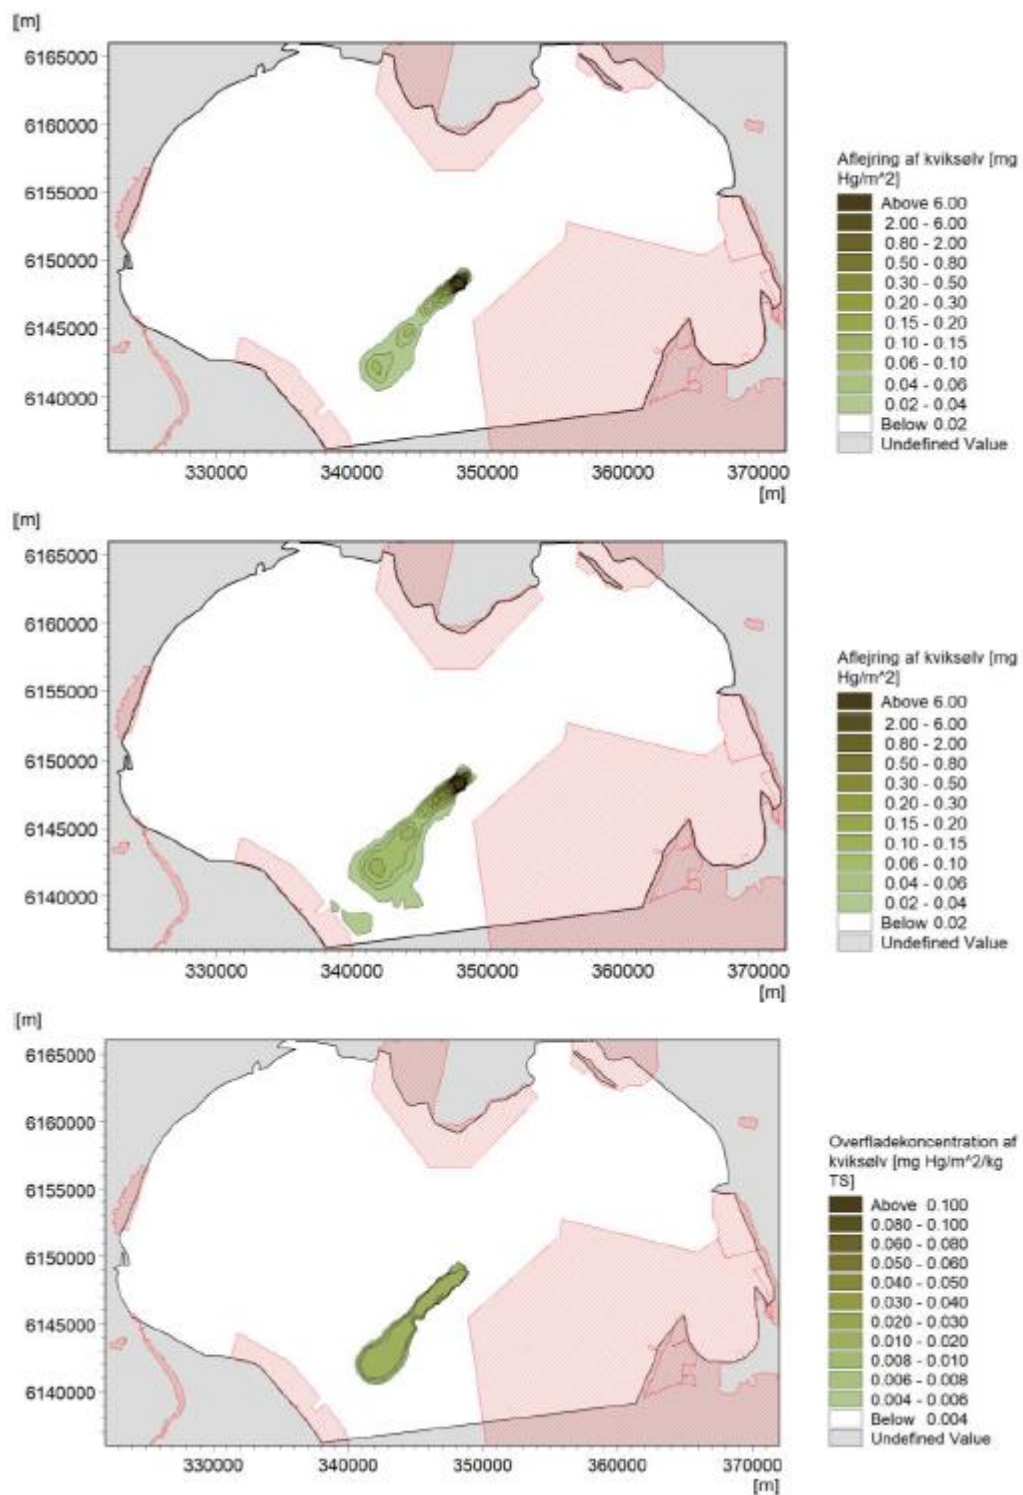 [m]
6165000
6160000
6155000
6150000
6145000
6140000
330000 340000 350000 360000 370000
[m]
Aflejring af kviksølv [mg
Hg/m^2]
Above 6.00
2.00 - 6.00
0.80 - 2.00
0.50 - 0.80
0.30 - 0.50
0.20 - 0.30
0.15 - 0.20
0.10 - 0.15
0.06 - 0.10
0.04 - 0.06
0.02 - 0.04
Below 0.02
Undefined Value
[m]
6165000
6160000
6155000
6150000
6145000
6140000
330000 340000 350000 360000 370000
[m]
Aflejring af kviksølv [mg
Hg/m^2]
Above 6.00
2.00 - 6.00
0.80 - 2.00
0.50 - 0.80
0.30 - 0.50
0.20 - 0.30
0.15 - 0.20
0.10 - 0.15
0.06 - 0.10
0.04 - 0.06
0.02 - 0.04
Below 0.02
Undefined Value
[m]
6165000
6160000
6155000
6150000
6145000
6140000
330000 340000 350000 360000 370000
[m]
Overfladekoncentration af
kviksølv [mg Hg/m^2/kg
TS]
Above 0.100
0.080 - 0.100
0.060 - 0.080
0.050 - 0.060
0.040 - 0.050
0.030 - 0.040
0.020 - 0.030
0.010 - 0.020
0.008 - 0.010
0.006 - 0.008
0.004 - 0.006
Below 0.004
Undefined Value